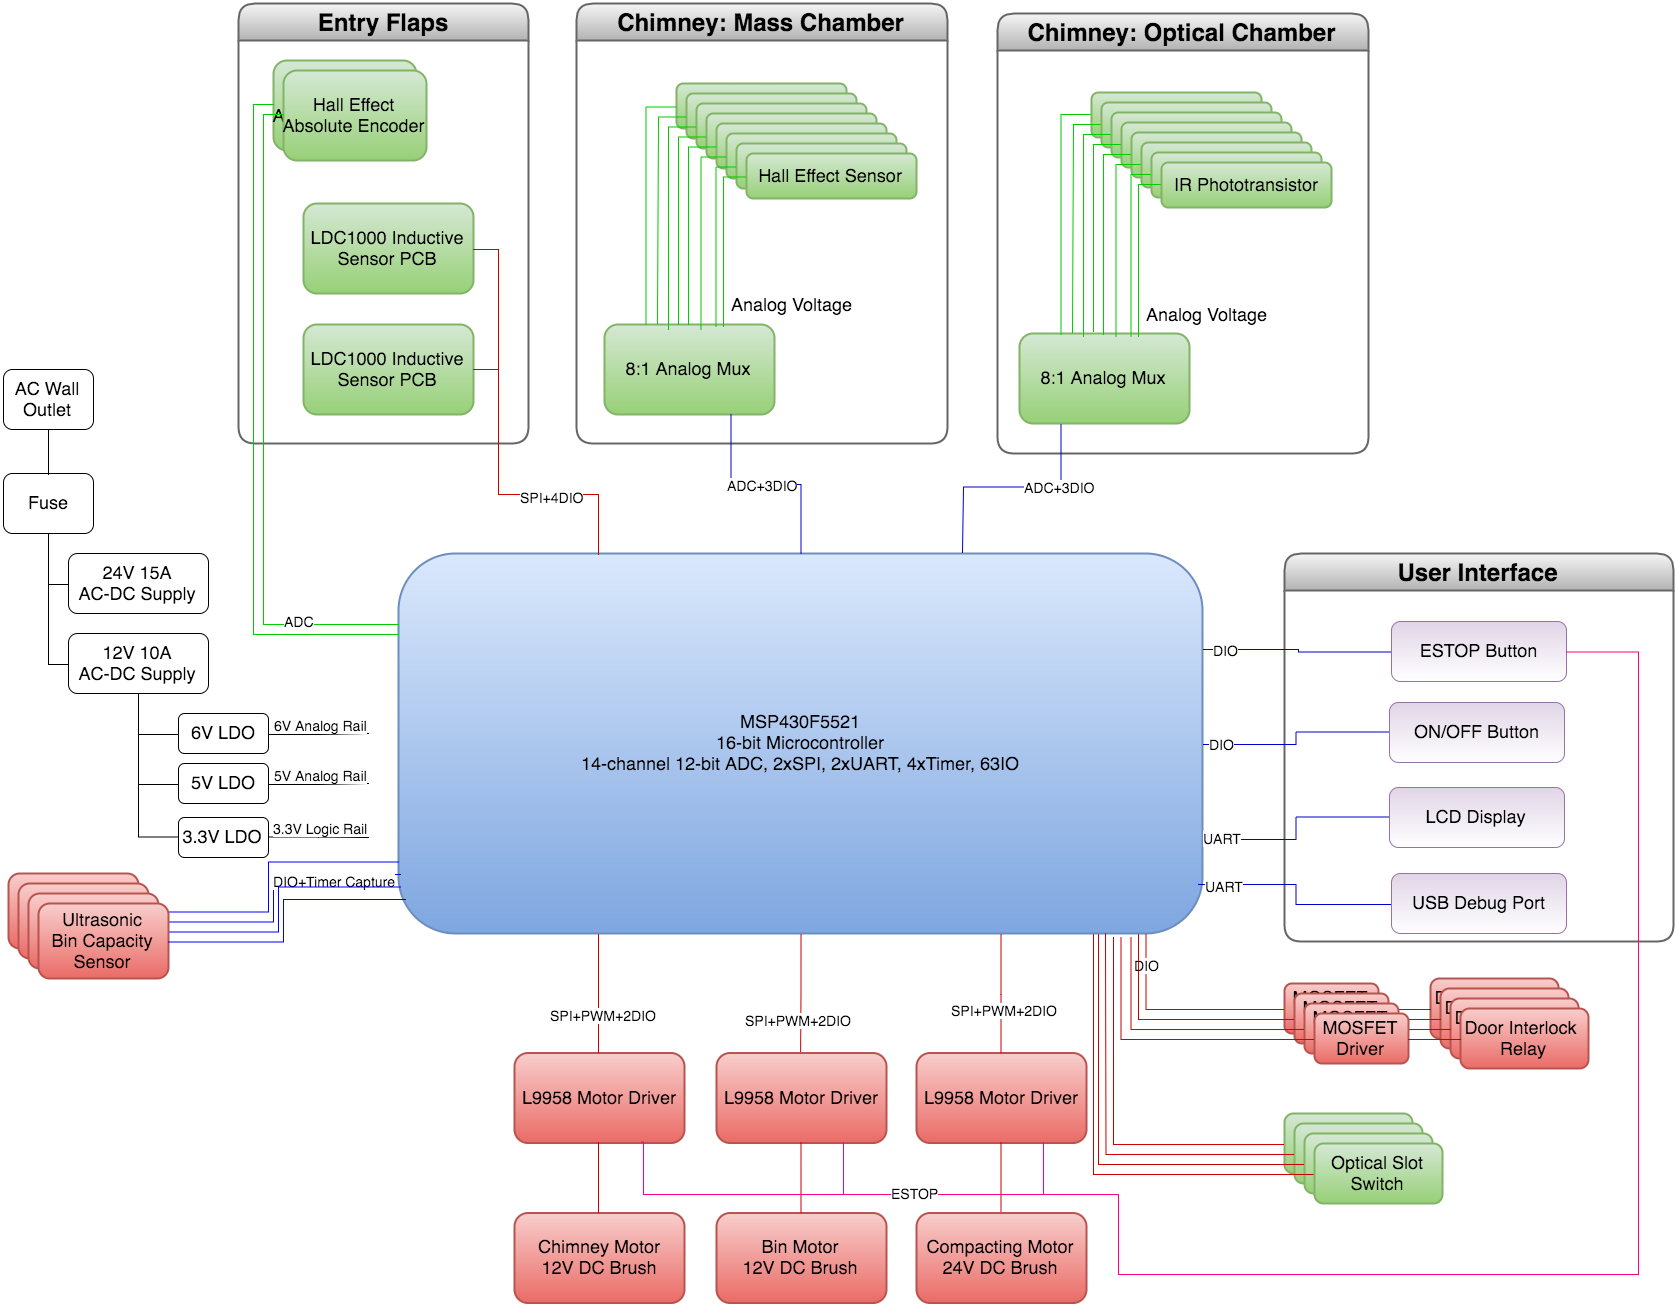 Entry Flaps
Hall Effect
Absolute Encoder
LDC1000 Inductive
Sensor PCB
LDC1000 Inductive
Sensor PCB
Chimney: Mass Chamber
Hall Effect Sensor
Analog Voltage
8:1 Analog Mux
Chimney: Optical Chamber
IR Phototransistor
Analog Voltage
8:1 Analog Mux
AC Wall
Outlet
Fuse
24V 15A
AC-DC Supply
12V 10A
AC-DC Supply
6V LDO
6V Analog Rail
5V LDO
5V Analog Rail
3.3V LDO
3.3V Logic Rail
SPI+4DIO
ADC+3DIO
ADC+3DIO
ADC
DIO+Timer Capture
Ultrasonic
Bin Capacity
Sensor
MSP430F5521
16-bit Microcontroller
14-channel 12-bit ADC, 2xSPI, 2xUART, 4xTimer, 63IO
User Interface
DIO
ESTOP Button
DIO
ON/OFF Button
UART
LCD Display
UART
USB Debug Port
DIO
MOSFET
MOSFET
MOSFET
MOSFET
Driver
Door Interlock
Relay
Optical Slot
Switch
SPI+PWM+2DIO
SPI+PWM+2DIO
SPI+PWM+2DIO
L9958 Motor Driver
L9958 Motor Driver
L9958 Motor Driver
ESTOP
Chimney Motor
12V DC Brush
Bin Motor
12V DC Brush
Compacting Motor
24V DC Brush